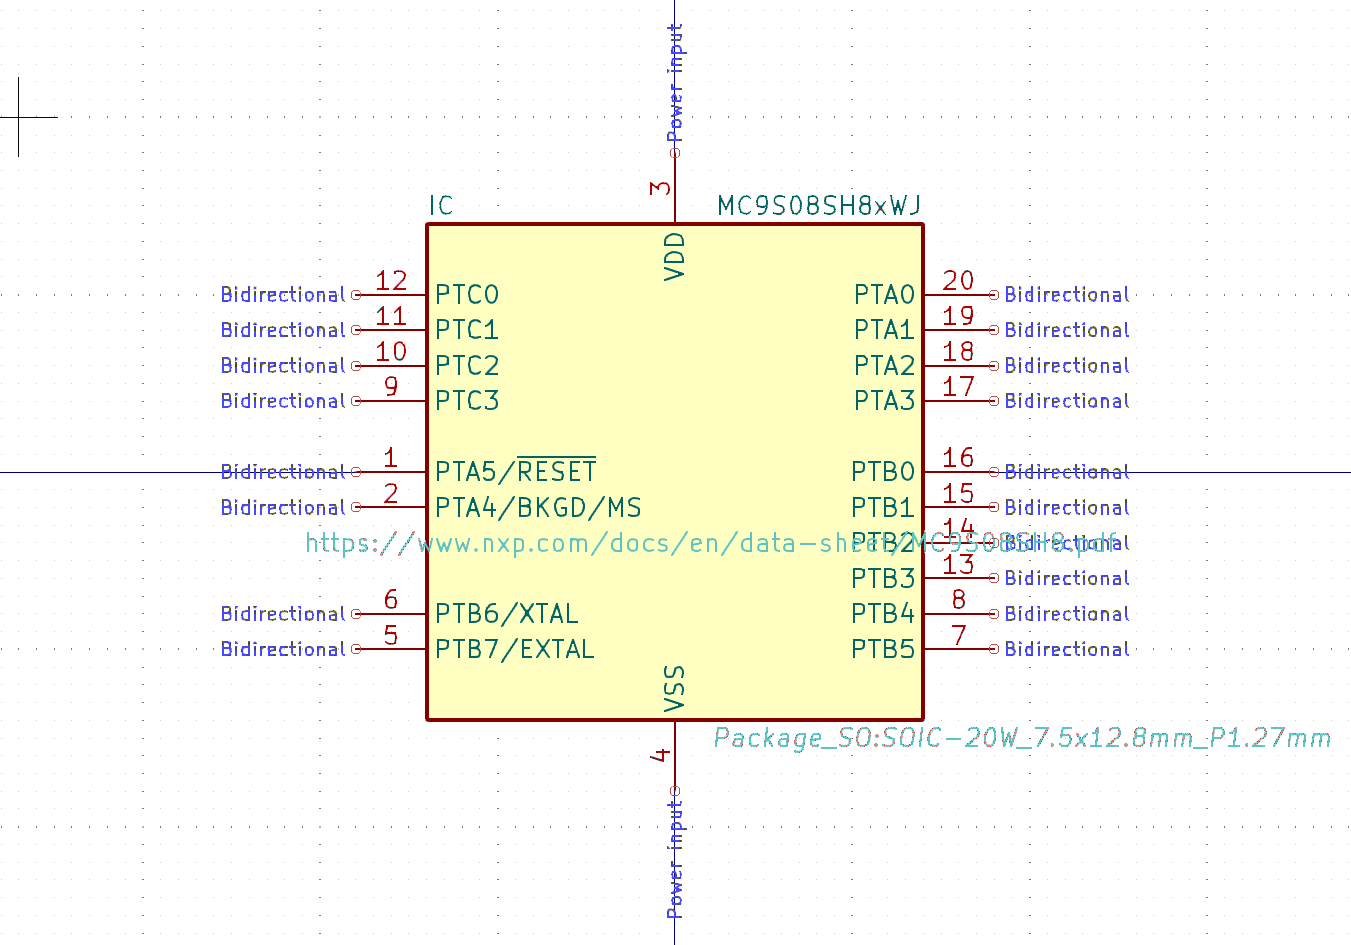 Power input
3
IC MC9S08SH8xWJ
VDD
Bidirectional 12 PTC0 PTA0 20 Bidirectional
Bidirectional 11 PTC1 PTA1 19 Bidirectional
Bidirectional 10 PTC2 PTA2 18 Bidirectional
Bidirectional 9 PTC3 PTA3 17 Bidirectional
Bidirectional 1 PTA5/RESET PTB0 16 Bidirectional
Bidirectional 2 PTA4/BKGD/MS PTB1 15 Bidirectional
PTB2 14 Bidirectional
https://www.nxp.com/docs/en/data-sheet/MC9S08SH8.pdf
PTB3 13 Bidirectional
Bidirectional 6 PTB6/XTAL PTB4 8 Bidirectional
Bidirectional 5 PTB7/EXTAL PTB5 7 Bidirectional
VSS
Package_SO:SOIC-20W_7.5x12.8mm_P1.27mm
4
Power input